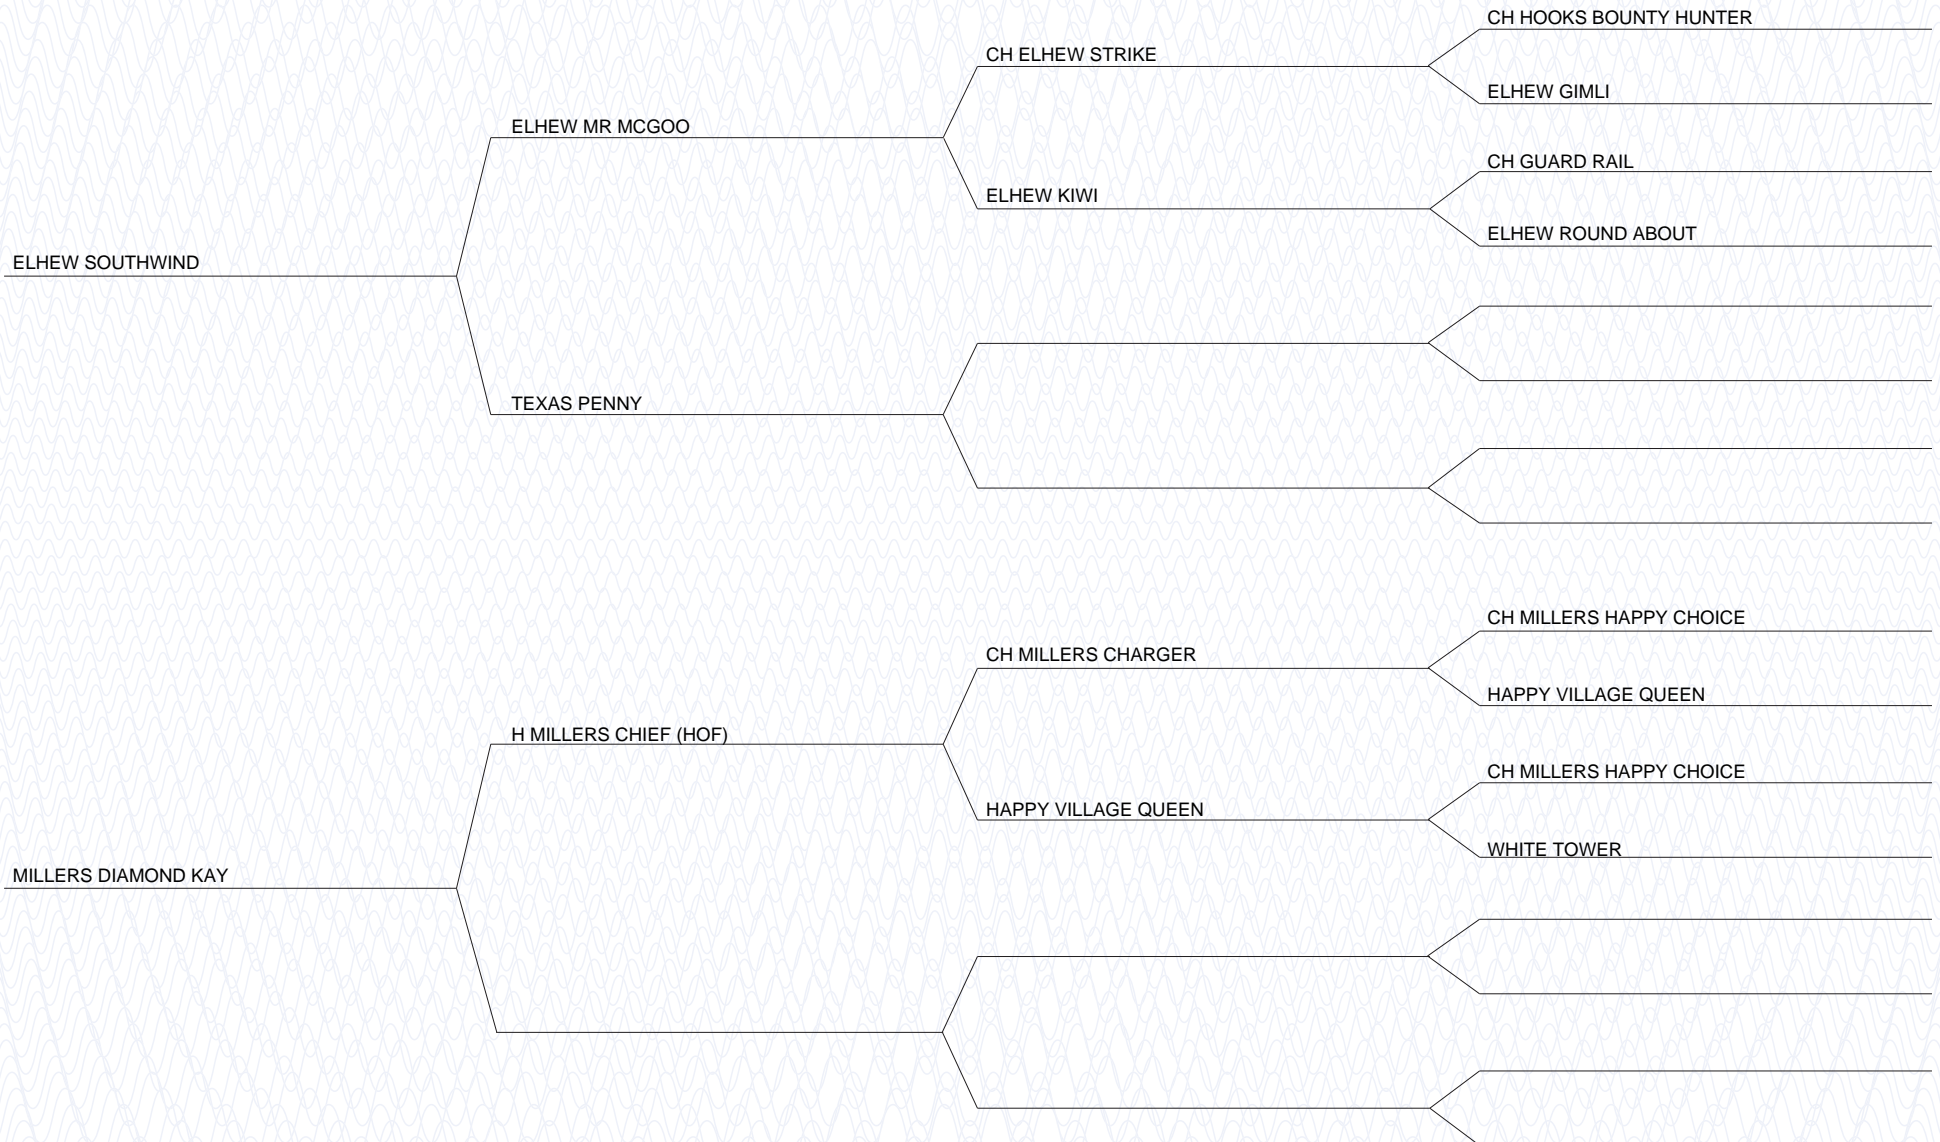 CH HOOKS BOUNTY HUNTER
CH ELHEW STRIKE
ELHEW GIMLI
ELHEW MR MCGOO
CH GUARD RAIL
ELHEW KIWI
ELHEW ROUND ABOUT
ELHEW SOUTHWIND
TEXAS PENNY
CH MILLERS HAPPY CHOICE
CH MILLERS CHARGER
HAPPY VILLAGE QUEEN
H MILLERS CHIEF (HOF)
CH MILLERS HAPPY CHOICE
HAPPY VILLAGE QUEEN
WHITE TOWER
MILLERS DIAMOND KAY